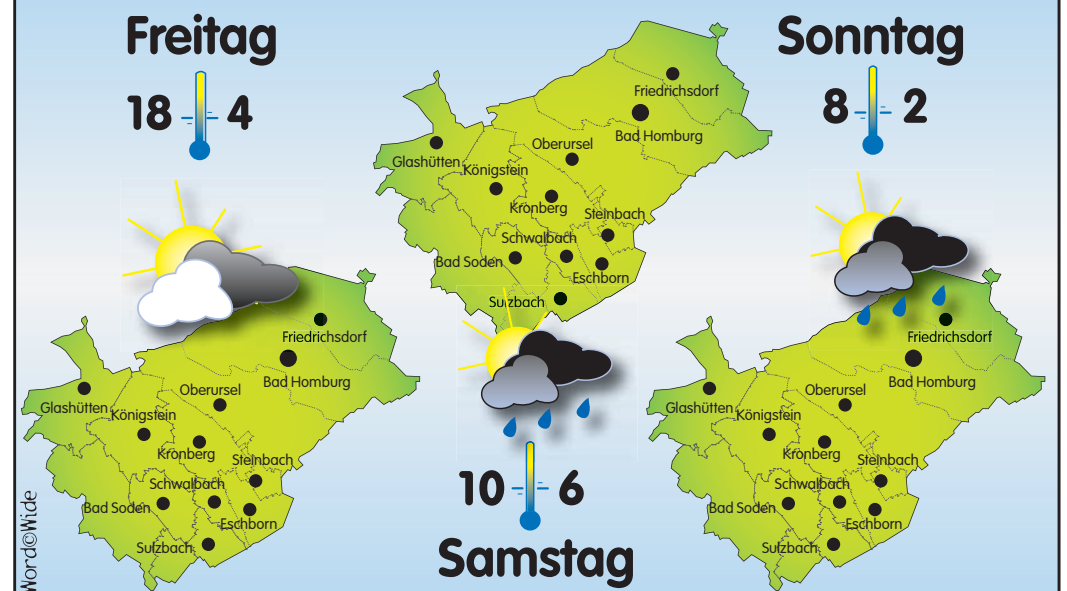 Freitag
18 4
Friedrichsdorf
Bad Homburg
Oberursel
Glashütten
Königstein
Kronberg
Steinbach
Schwalbach
Bad Soden
Eschborn
Sulzbach
Friedrichsdorf
Bad Homburg
Oberursel
Glashütten
Königstein
Kronberg
Steinbach
Schwalbach
Bad Soden
Eschborn
Sulzbach
10 6
Samstag
Sonntag
8 2
Friedrichsdorf
Bad Homburg
Oberursel
Glashütten
Königstein
Kronberg
Steinbach
Schwalbach
Bad Soden
Eschborn
Sulzbach
Word©Wide